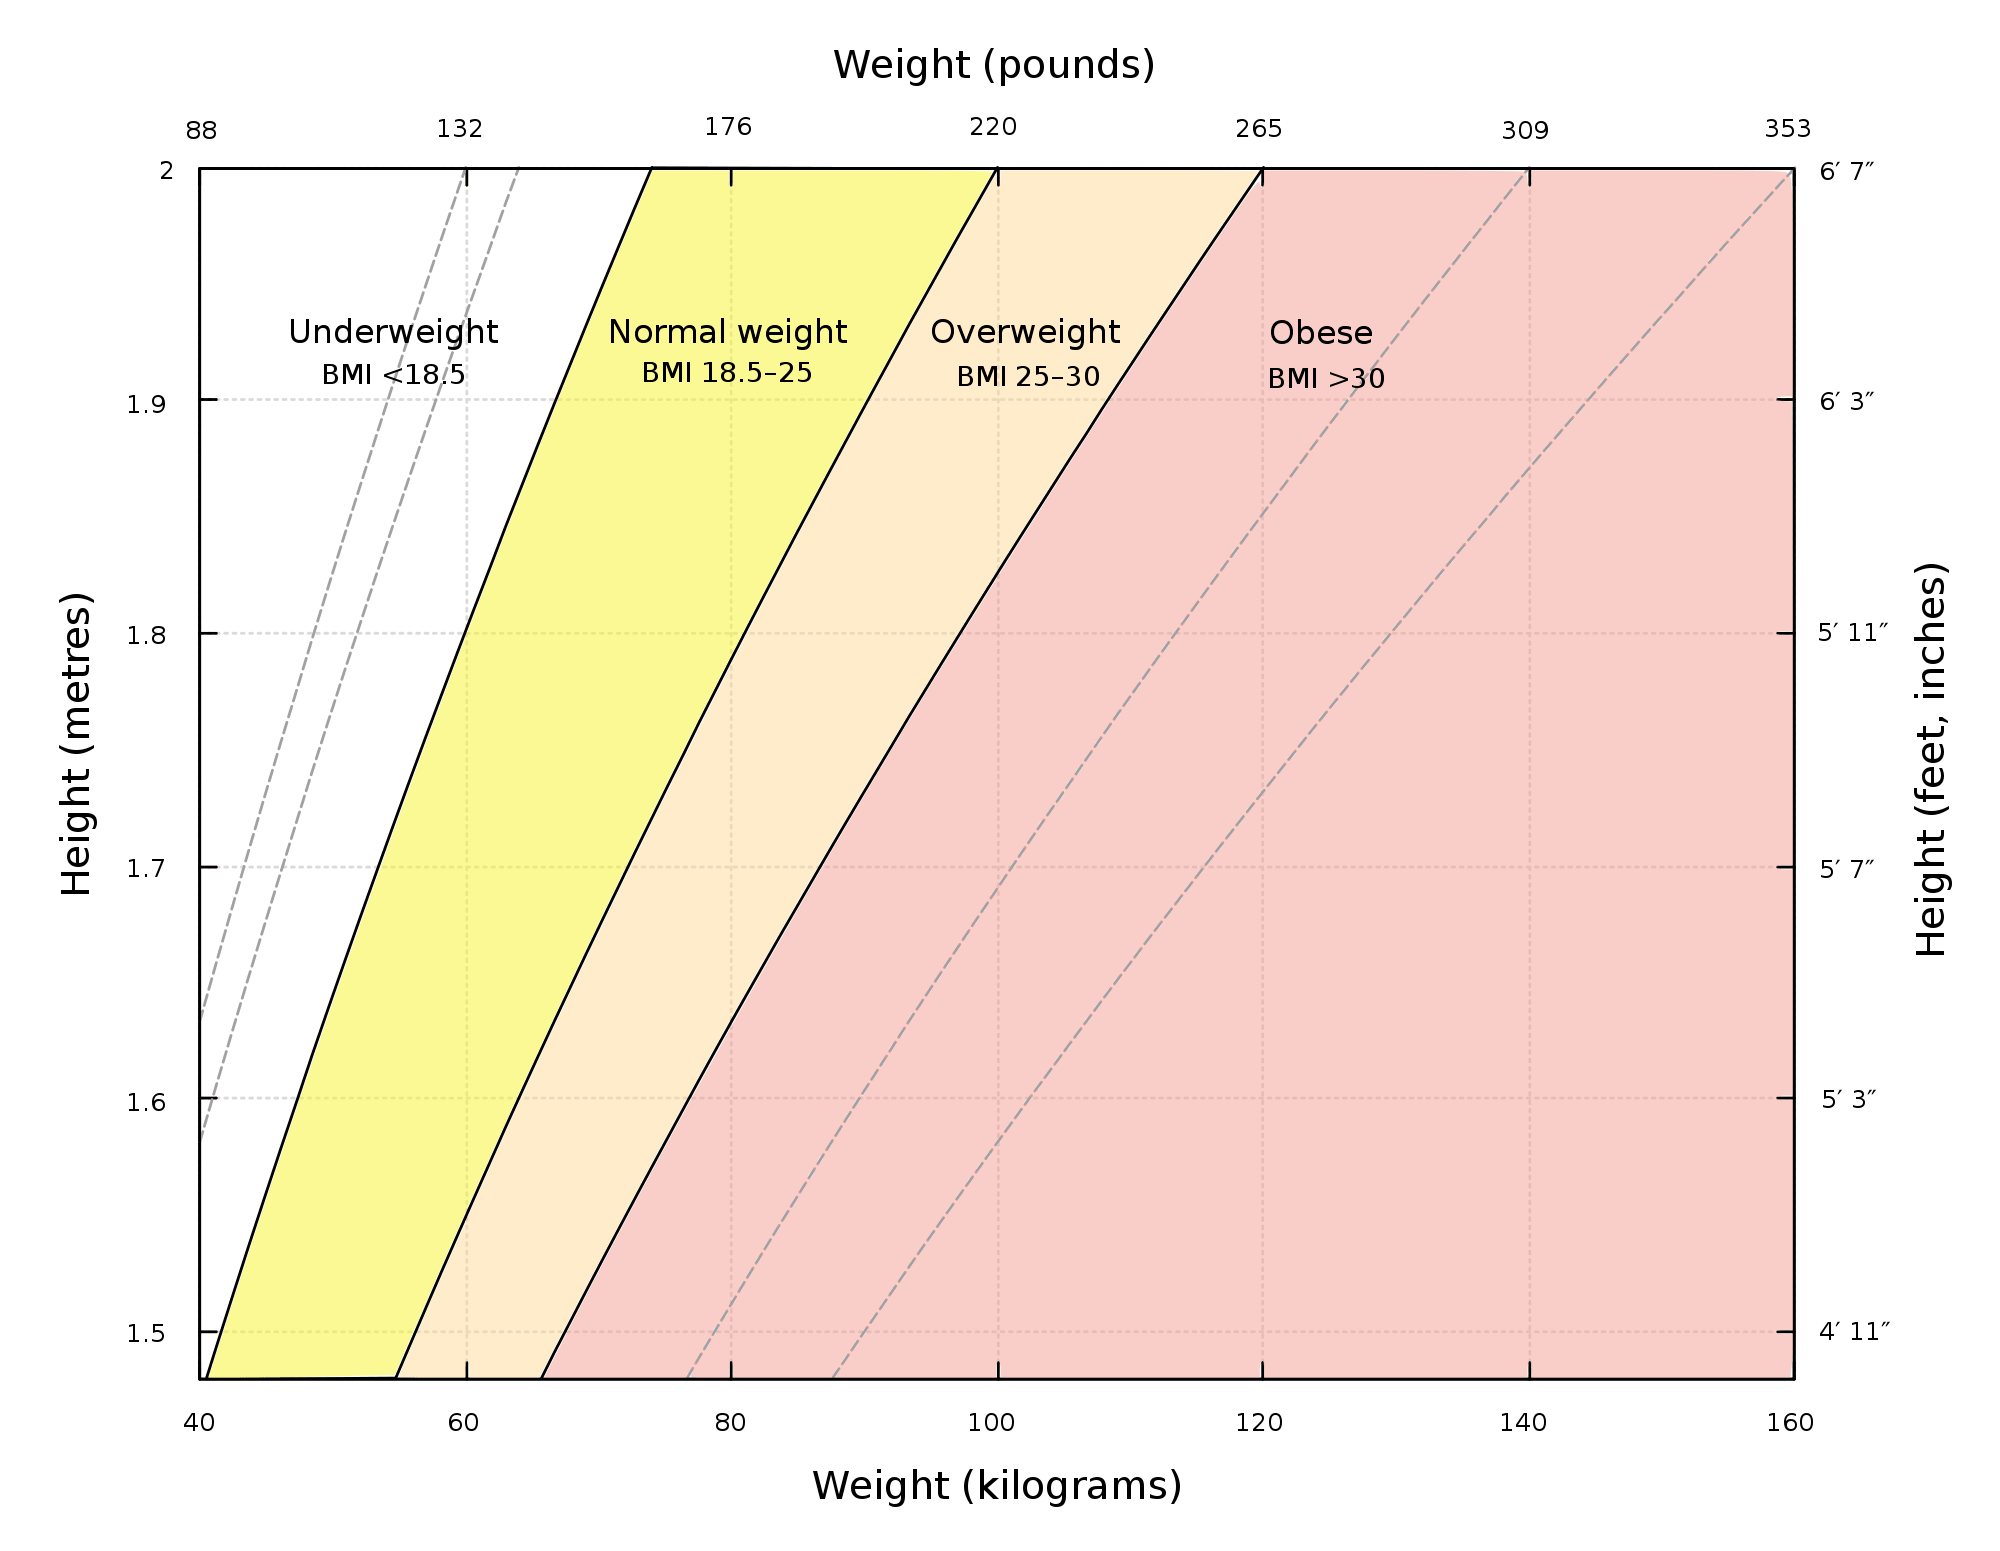 Weight (pounds)
88 132 176 220 265 309 353
2 6′ 7″
Underweight Normal weight Overweight Obese
BMI <18.5 BMI 18.5–25 BMI 25–30 BMI >30
1.9 6′ 3″
1.8 5′ 11″
Height (metres)
Height (feet, inches)
1.7 5′ 7″
1.6 5′ 3″
1.5 4′ 11″
40 60 80 100 120 140 160
Weight (kilograms)